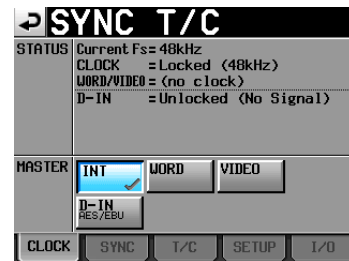 SYNC T/C
STATUS
Current Fs= 48kHz
CLOCK =Locked (48kHz)
WORD/VIDEO = (no clock)
D-IN =Unlocked (No Signal)
MASTER
INT WORD VIDEO
D-IN
AES/EBU
CLOCK SYNC T/C SETUP I/O